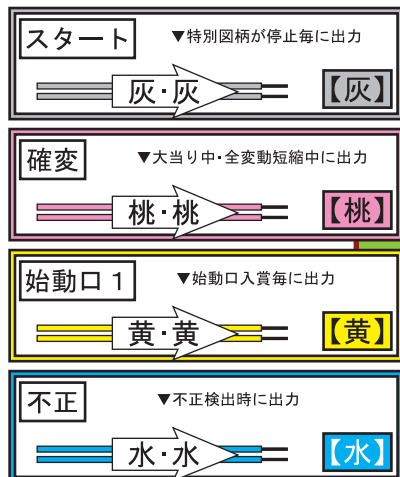 スタート ▼特別図柄が停止毎に出力
灰・灰 【灰】
確変 ▼大当り中・全変動短縮中に出力
桃・桃 【桃】
始動口1 ▼始動口入賞毎に出力
黄・黄 【黄】
不正 ▼不正検出時に出力
水・水 【水】